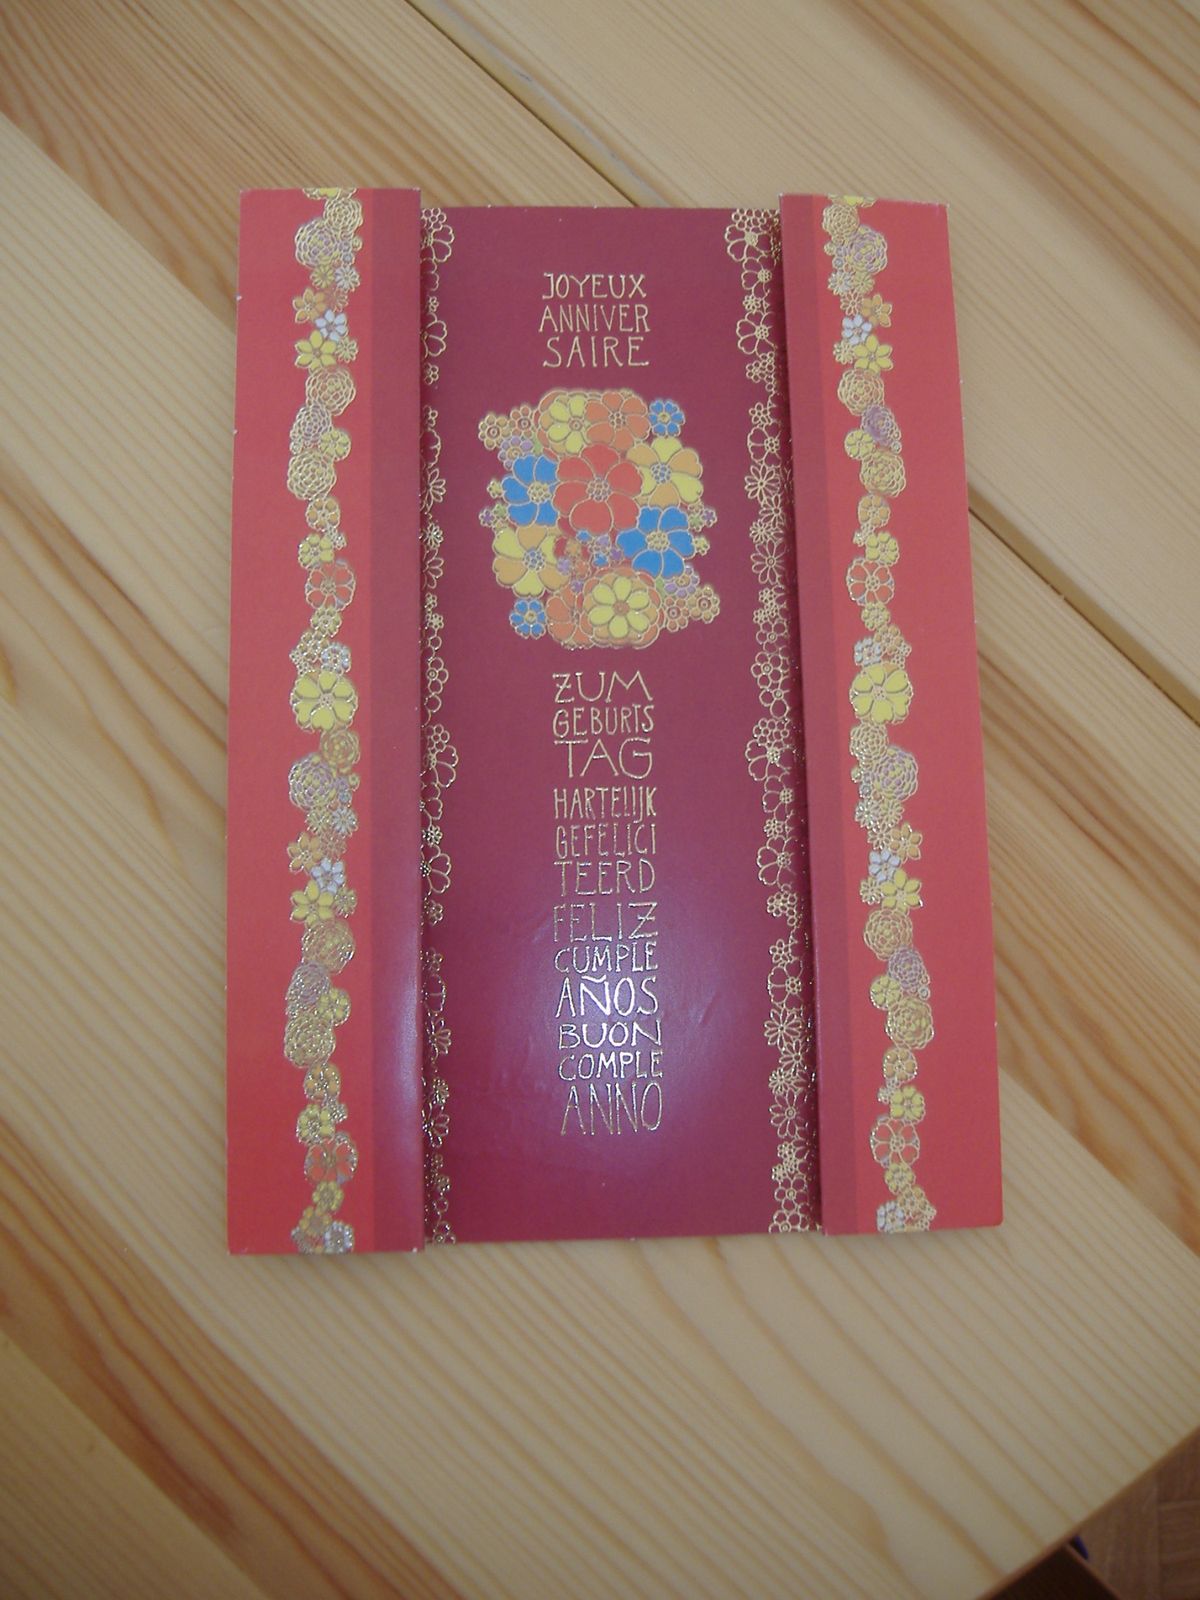 JOYEUX
ANNIVER
SAIRE
ZUM
GEBURTS
TAG
HARTELIJK
GEFELICI
TEERD
FELIZ
CUMPLE
AÑOS
BUON
COMPLE
ANNO